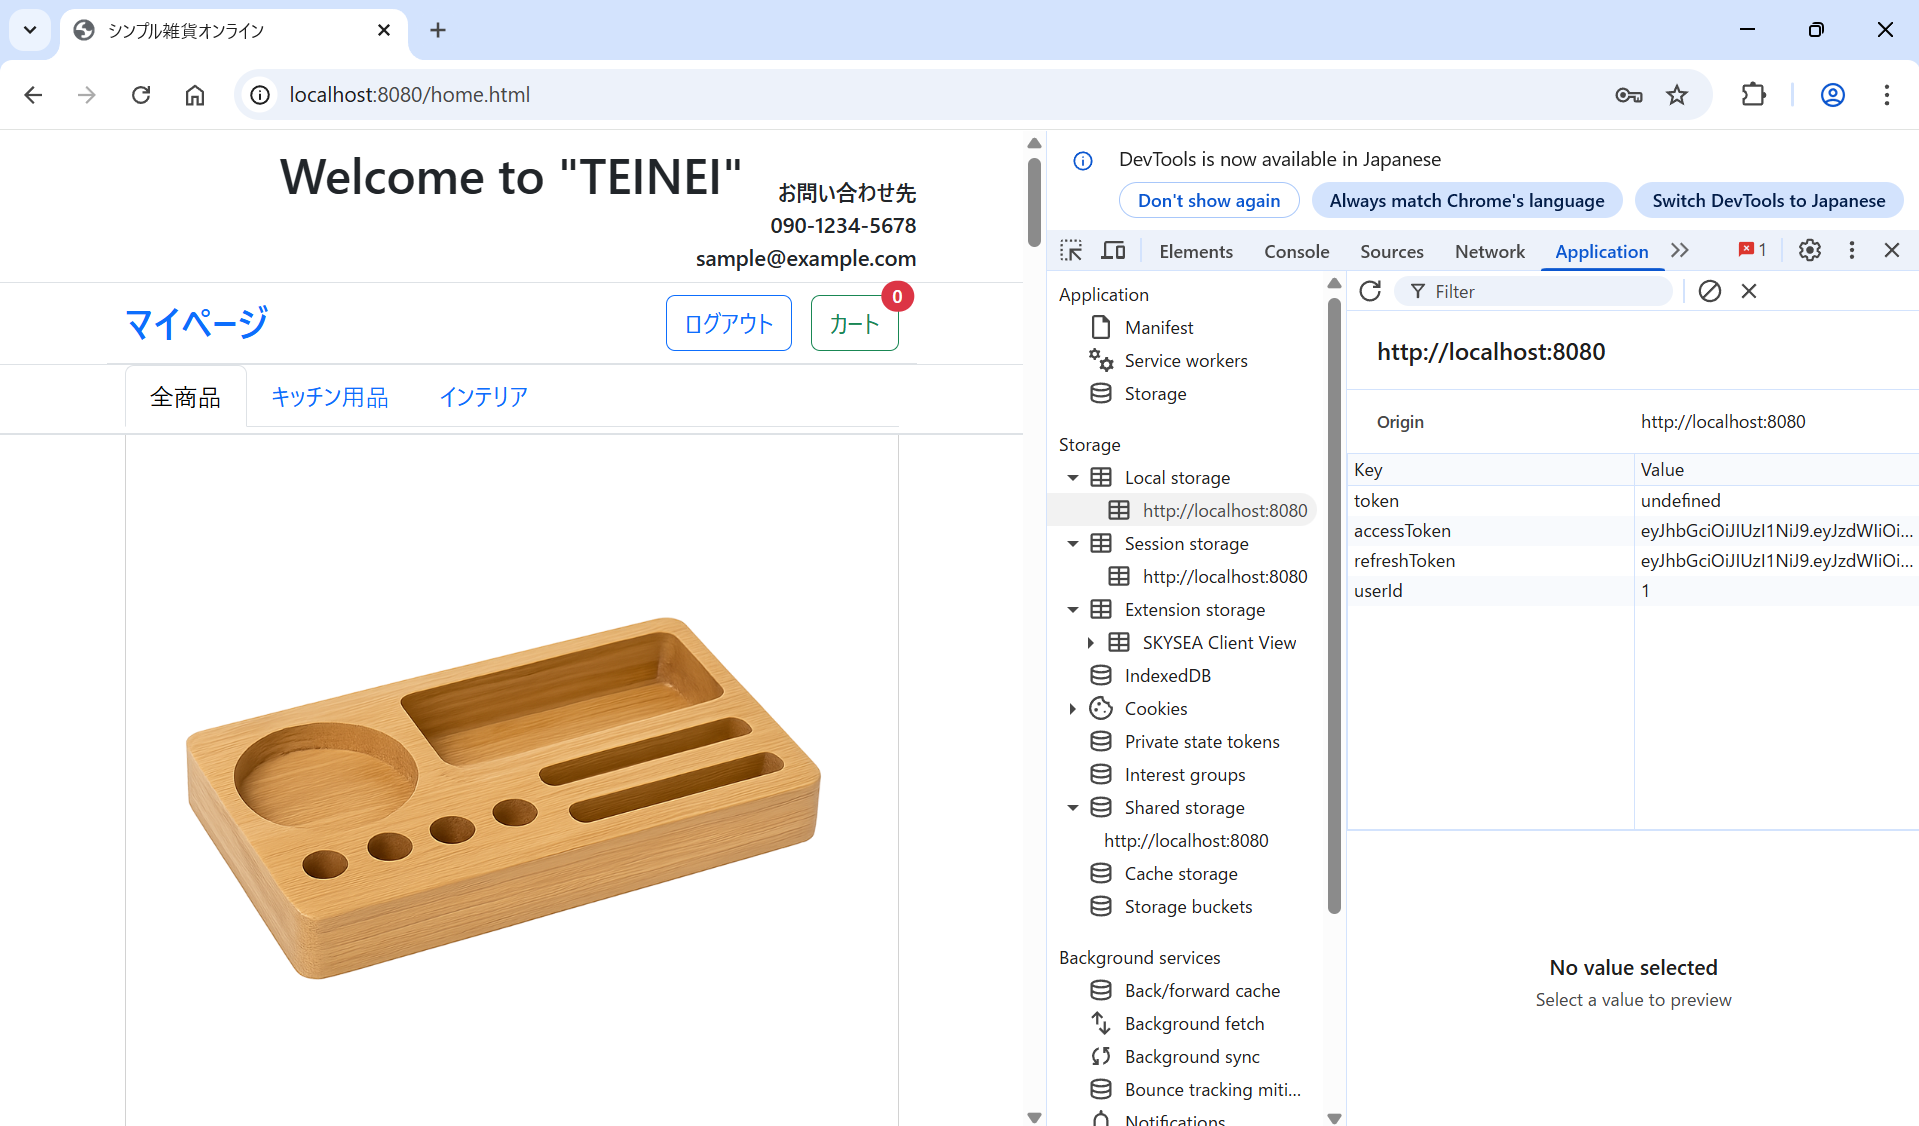 シンプル雑貨オンライン
localhost:8080/home.html
Welcome to "TEINEI"
お問い合わせ先
090-1234-5678
sample@example.com
マイページ
ログアウト
カート
0
全商品
キッチン用品
インテリア
DevTools is now available in Japanese
Don't show again
Always match Chrome's language
Switch DevTools to Japanese
Elements
Console
Sources
Network
Application
1
Application
Manifest
Service workers
Storage
Storage
Local storage
http://localhost:8080
Session storage
http://localhost:8080
Extension storage
SKYSEA Client View
IndexedDB
Cookies
Private state tokens
Interest groups
Shared storage
http://localhost:8080
Cache storage
Storage buckets
Background services
Back/forward cache
Background fetch
Background sync
Bounce tracking miti...
Notifications
Filter
http://localhost:8080
Origin http://localhost:8080
Key Value
token undefined
accessToken eyJhbGciOiJIUzI1NiJ9.eyJzdWIiOi...
refreshToken eyJhbGciOiJIUzI1NiJ9.eyJzdWIiOi...
userId 1
No value selected
Select a value to preview